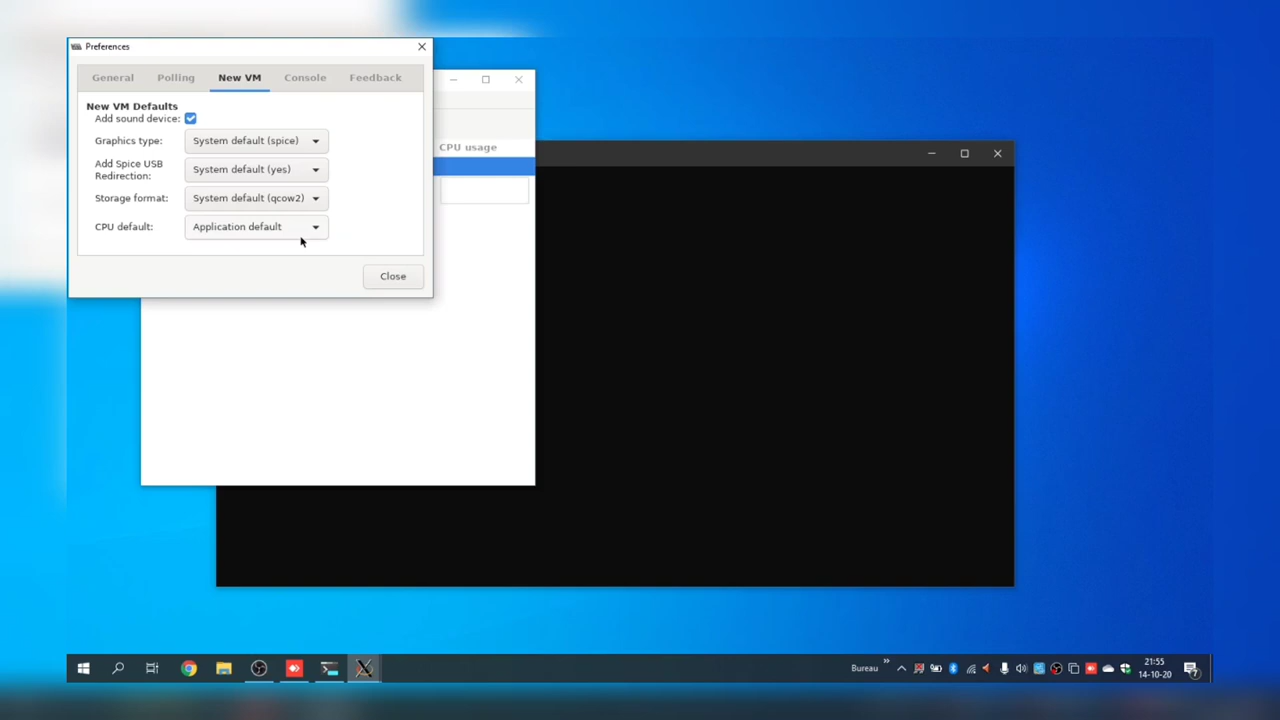 Preferences
General Polling New VM Console Feedback
New VM Defaults
Add sound device:
Graphics type: System default (spice)
Add Spice USB
Redirection: System default (yes)
Storage format: System default (qcow2)
CPU default: Application default
Close
CPU usage
Bureau
21:55
14-10-20